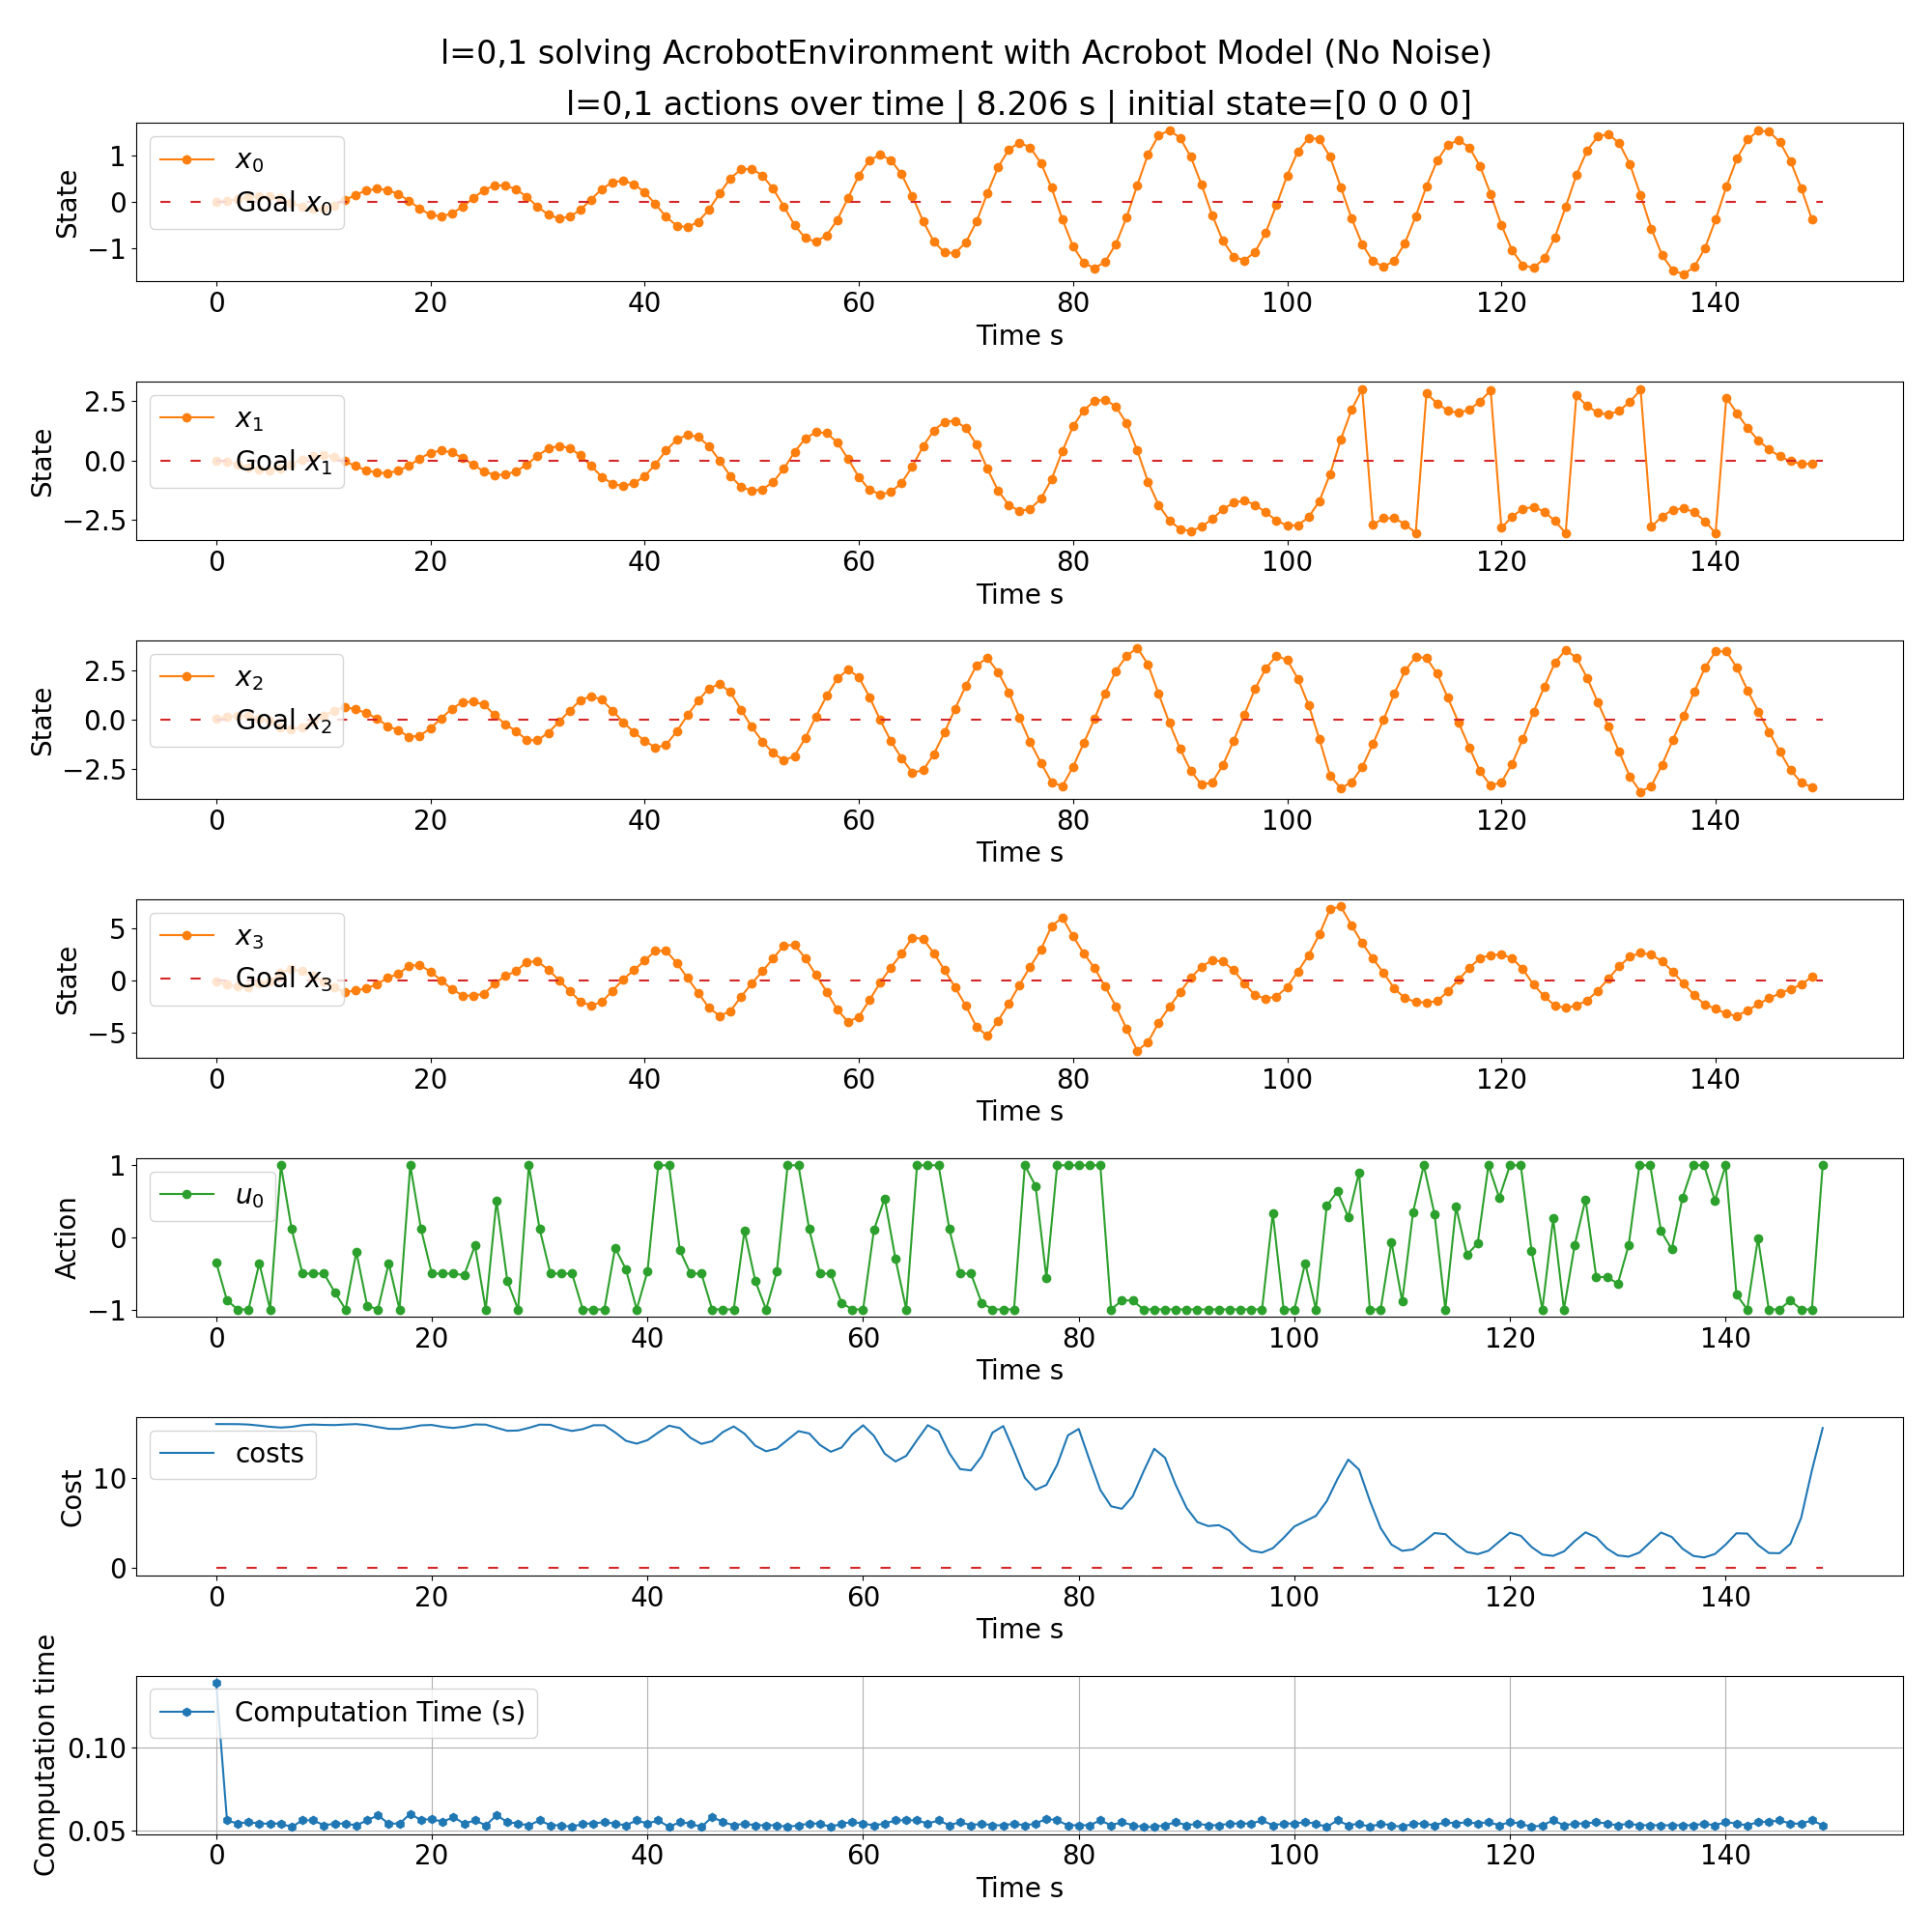 l=0,1 solving AcrobotEnvironment with Acrobot Model (No Noise)
l=0,1 actions over time | 8.206 s | initial state=[0 0 0 0]
State
1
0
−1
x₀
Goal x₀
0 20 40 60 80 100 120 140
Time s
State
2.5
0.0
−2.5
x₁
Goal x₁
0 20 40 60 80 100 120 140
Time s
State
2.5
0.0
−2.5
x₂
Goal x₂
0 20 40 60 80 100 120 140
Time s
State
5
0
−5
x₃
Goal x₃
0 20 40 60 80 100 120 140
Time s
Action
1
0
−1
u₀
0 20 40 60 80 100 120 140
Time s
Cost
10
0
costs
0 20 40 60 80 100 120 140
Time s
Computation time
0.10
0.05
Computation Time (s)
0 20 40 60 80 100 120 140
Time s